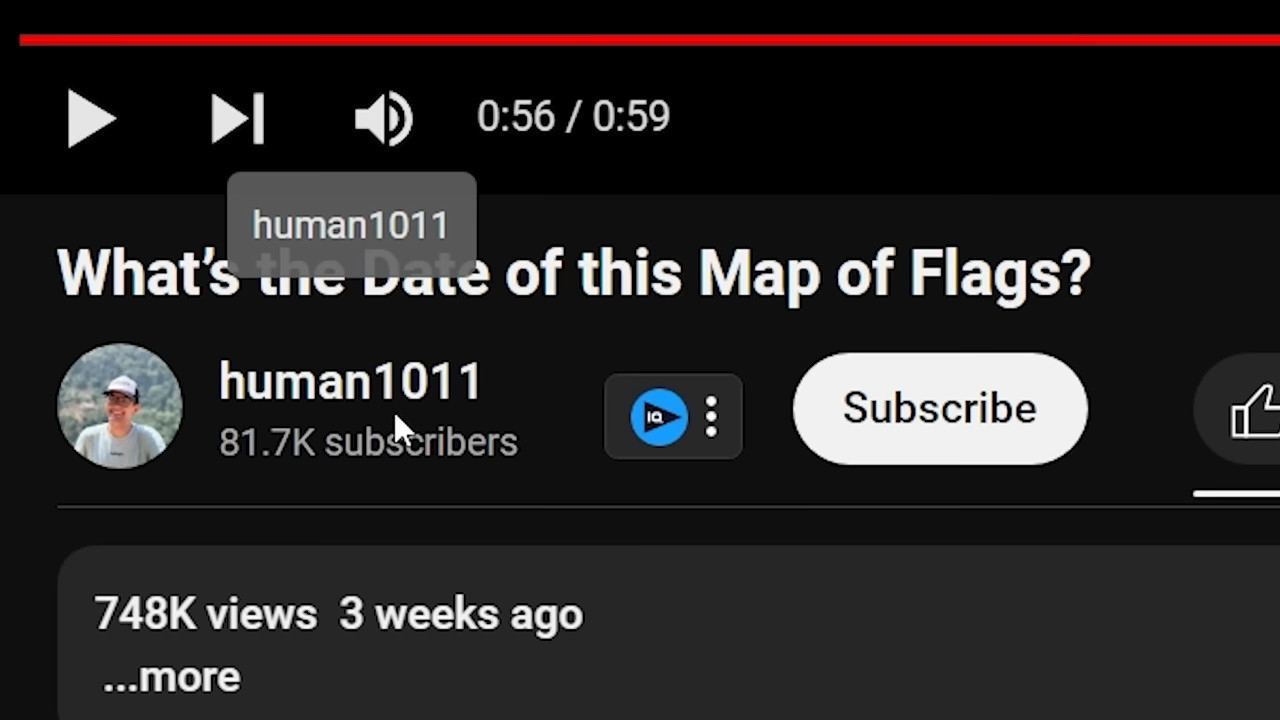 0:56 / 0:59
human1011
What's the Date of this Map of Flags?
human1011
81.7K subscribers
IQ
Subscribe
748K views 3 weeks ago
...more